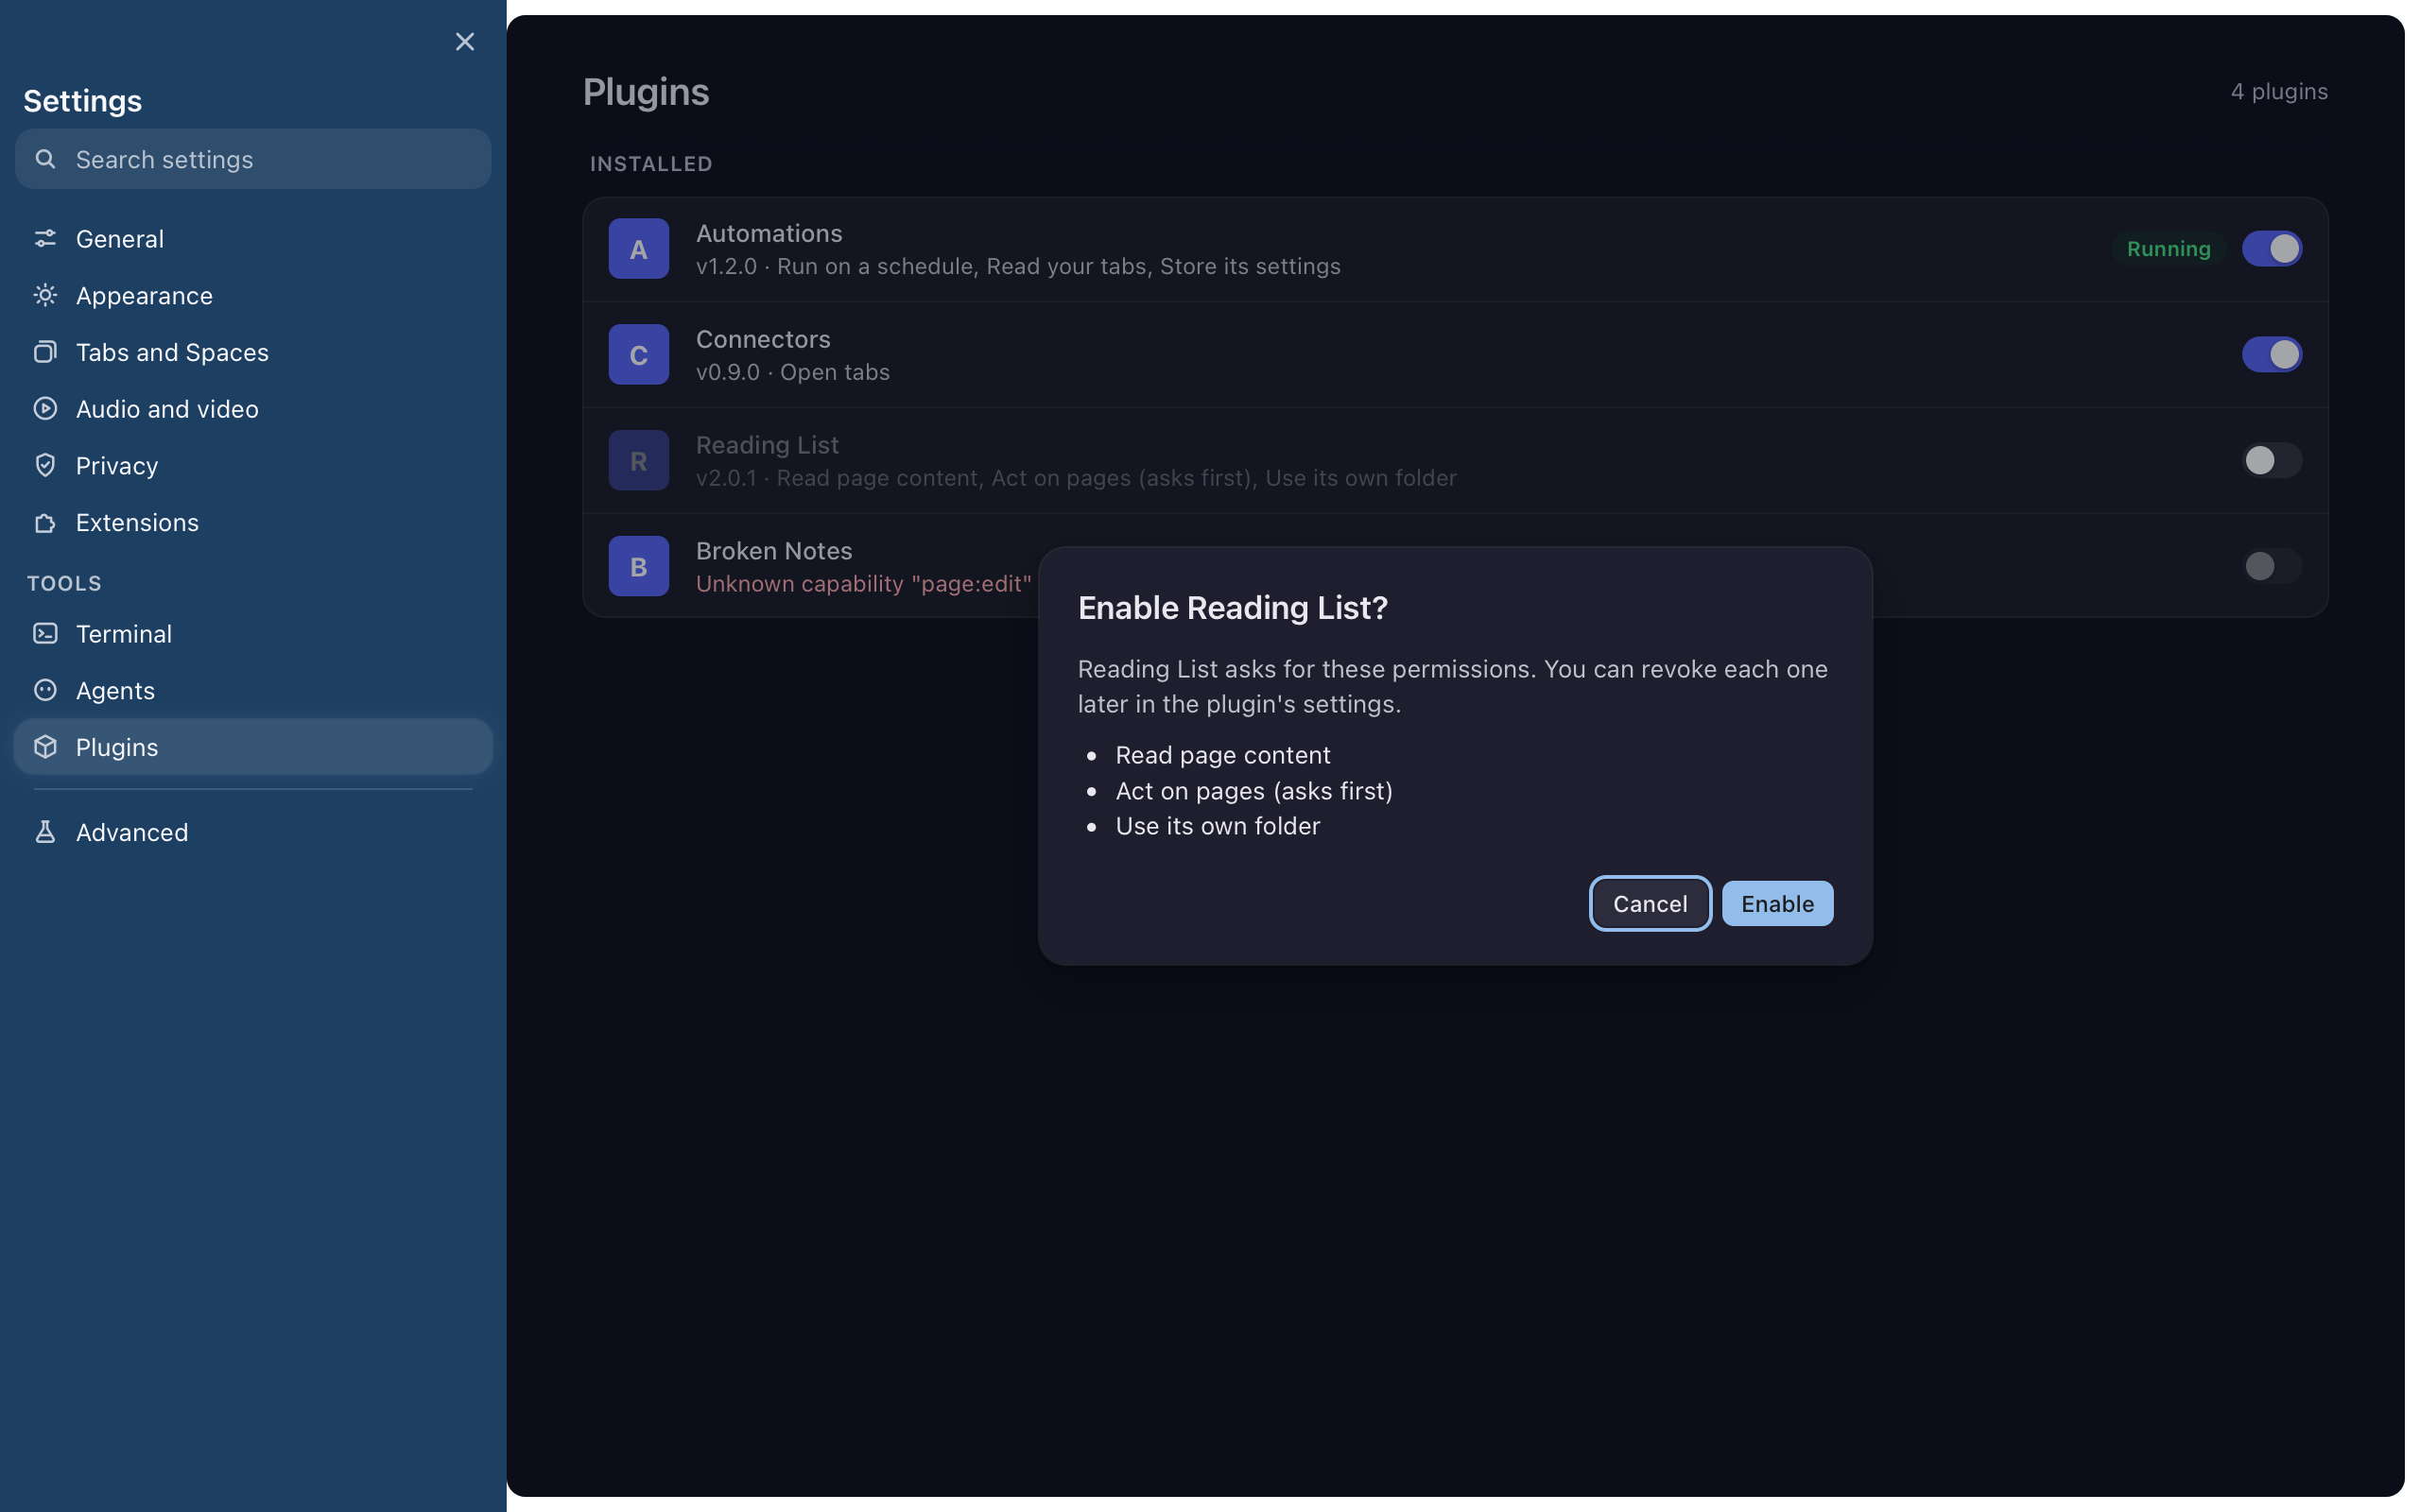 Settings
Search settings
General
Appearance
Tabs and Spaces
Audio and video
Privacy
Extensions
TOOLS
Terminal
Agents
Plugins
Advanced
Plugins
4 plugins
INSTALLED
A
Automations
v1.2.0 · Run on a schedule, Read your tabs, Store its settings
Running
C
Connectors
v0.9.0 · Open tabs
R
Reading List
v2.0.1 · Read page content, Act on pages (asks first), Use its own folder
B
Broken Notes
Unknown capability "page:edit"
Enable Reading List?
Reading List asks for these permissions. You can revoke each one
later in the plugin's settings.
• Read page content
• Act on pages (asks first)
• Use its own folder
Cancel
Enable